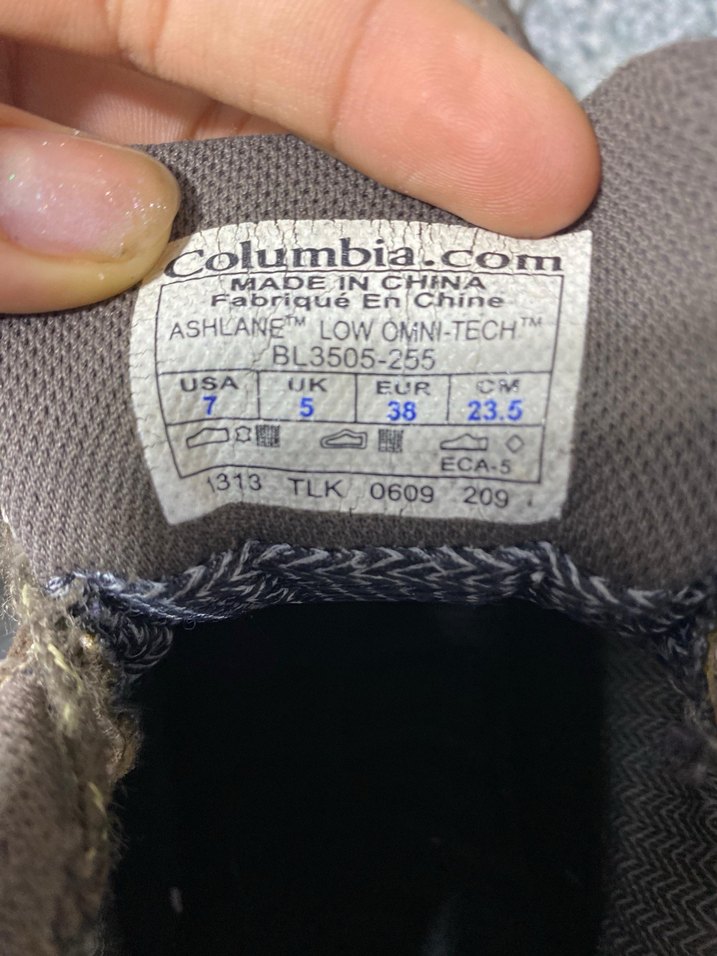 Columbia.com
MADE IN CHINA
Fabriqué En Chine
ASHLANE™ LOW OMNI-TECH™
BL3505-255
USA UK EUR CM
7 5 38 23.5
ECA-5
1313 TLK 0609 209